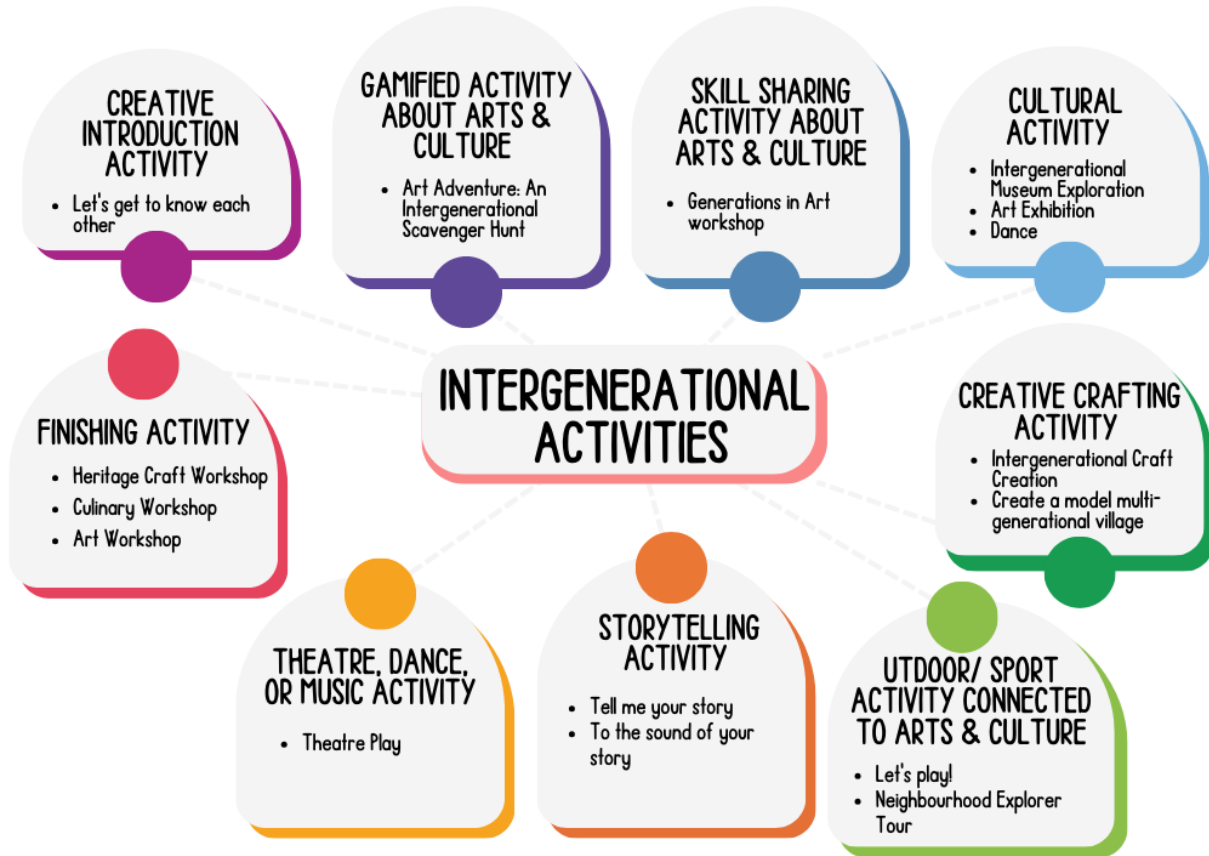 CREATIVE
INTRODUCTION
ACTIVITY
• Let's get to know each
other
GAMIFIED ACTIVITY
ABOUT ARTS &
CULTURE
• Art Adventure: An
Intergenerational
Scavenger Hunt
SKILL SHARING
ACTIVITY ABOUT
ARTS & CULTURE
• Generations in Art
workshop
CULTURAL
ACTIVITY
• Intergenerational
Museum Exploration
• Art Exhibition
• Dance
INTERGENERATIONAL
ACTIVITIES
FINISHING ACTIVITY
• Heritage Craft Workshop
• Culinary Workshop
• Art Workshop
CREATIVE CRAFTING
ACTIVITY
• Intergenerational Craft
Creation
• Create a model multi-
generational village
THEATRE, DANCE,
OR MUSIC ACTIVITY
• Theatre Play
STORYTELLING
ACTIVITY
• Tell me your story
• To the sound of your
story
UTDOOR/ SPORT
ACTIVITY CONNECTED
TO ARTS & CULTURE
• Let's play!
• Neighbourhood Explorer
Tour